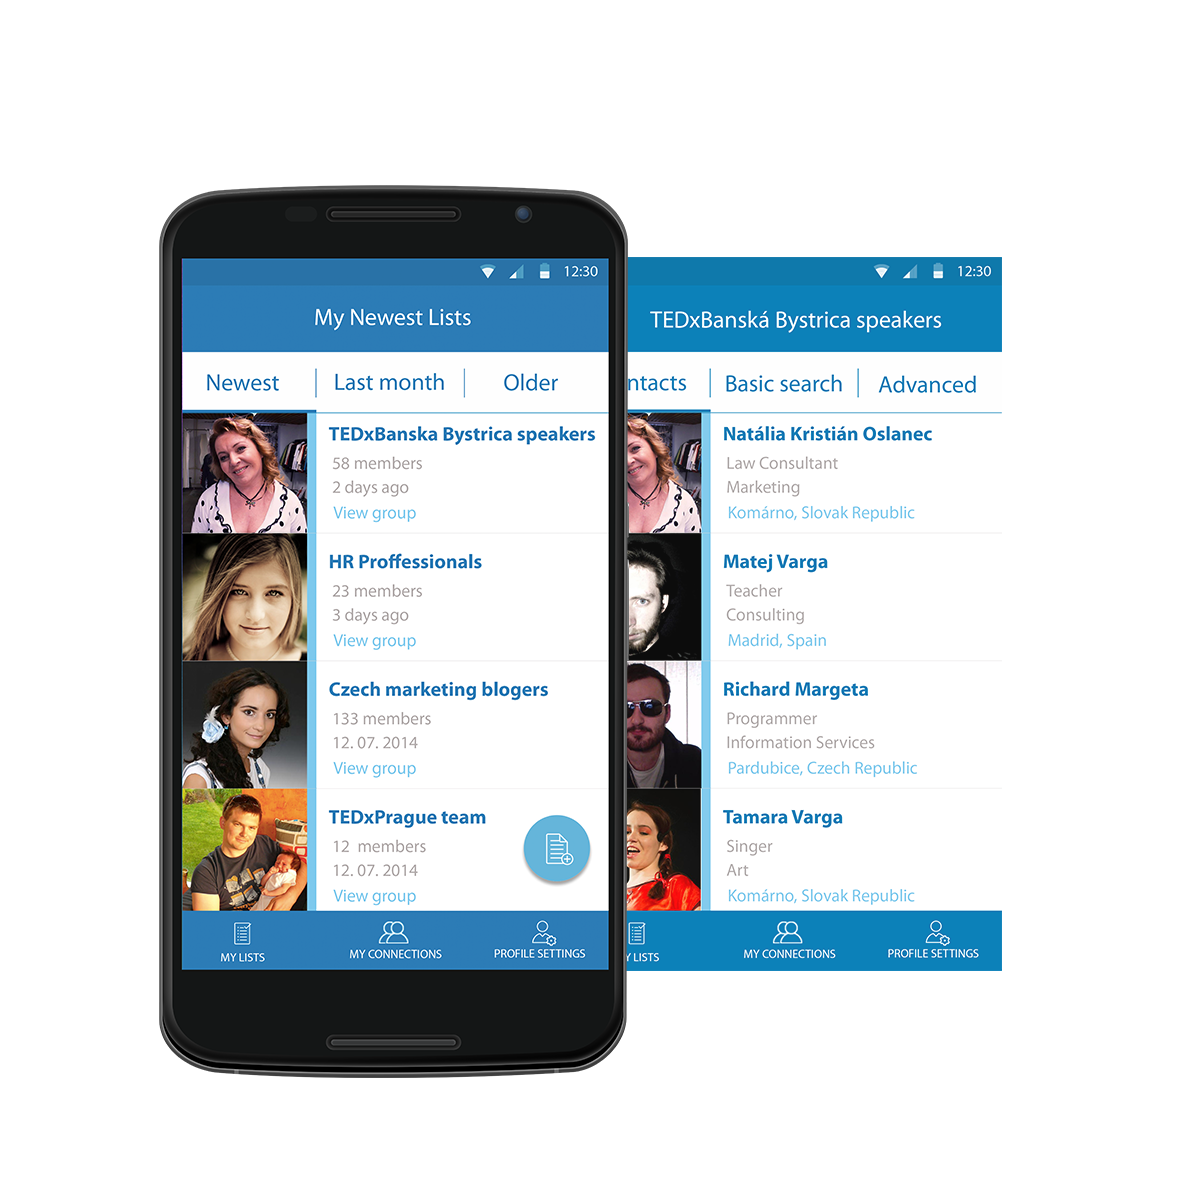 12:30
My Newest Lists
Newest
Last month
Older
TEDxBanska Bystrica speakers
58 members
2 days ago
View group
HR Proffessionals
23 members
3 days ago
View group
Czech marketing blogers
133 members
12. 07. 2014
View group
TEDxPrague team
12 members
12. 07. 2014
View group
MY LISTS
MY CONNECTIONS
PROFILE SETTINGS
12:30
TEDxBanská Bystrica speakers
ntacts
Basic search
Advanced
Natália Kristián Oslanec
Law Consultant
Marketing
Komárno, Slovak Republic
Matej Varga
Teacher
Consulting
Madrid, Spain
Richard Margeta
Programmer
Information Services
Pardubice, Czech Republic
Tamara Varga
Singer
Art
Komárno, Slovak Republic
Y LISTS
MY CONNECTIONS
PROFILE SETTINGS